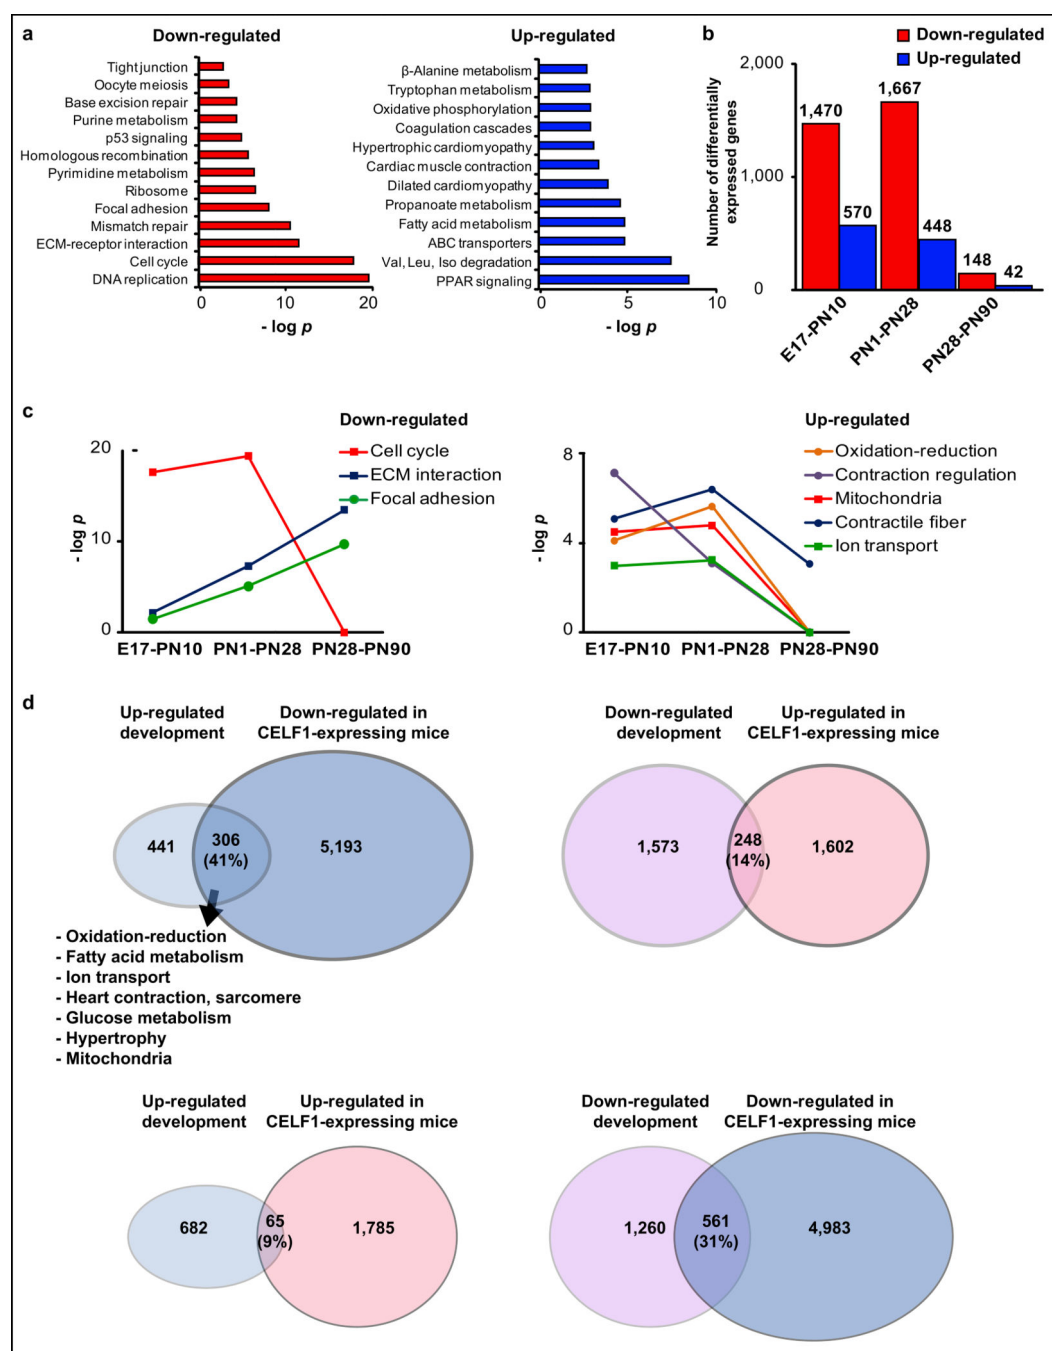 a
Down-regulated
Tight junction
Oocyte meiosis
Base excision repair
Purine metabolism
p53 signaling
Homologous recombination
Pyrimidine metabolism
Ribosome
Focal adhesion
Mismatch repair
ECM-receptor interaction
Cell cycle
DNA replication
0 10 20
- log p
Up-regulated
β-Alanine metabolism
Tryptophan metabolism
Oxidative phosphorylation
Coagulation cascades
Hypertrophic cardiomyopathy
Cardiac muscle contraction
Dilated cardiomyopathy
Propanoate metabolism
Fatty acid metabolism
ABC transporters
Val, Leu, Iso degradation
PPAR signaling
0 5 10
- log p
b
Down-regulated
Up-regulated
Number of differentially
expressed genes
2,000
1,000
0
1,470
570
1,667
448
148
42
E17-PN10
PN1-PN28
PN28-PN90
c
Down-regulated
Cell cycle
ECM interaction
Focal adhesion
- log p
20
10
0
E17-PN10 PN1-PN28 PN28-PN90
Up-regulated
Oxidation-reduction
Contraction regulation
Mitochondria
Contractile fiber
Ion transport
- log p
8
4
0
E17-PN10 PN1-PN28 PN28-PN90
d
Up-regulated
development
Down-regulated in
CELF1-expressing mice
441
306
(41%)
5,193
- Oxidation-reduction
- Fatty acid metabolism
- Ion transport
- Heart contraction, sarcomere
- Glucose metabolism
- Hypertrophy
- Mitochondria
Down-regulated
development
Up-regulated in
CELF1-expressing mice
1,573
248
(14%)
1,602
Up-regulated
development
Up-regulated in
CELF1-expressing mice
682
65
(9%)
1,785
Down-regulated
development
Down-regulated in
CELF1-expressing mice
1,260
561
(31%)
4,983